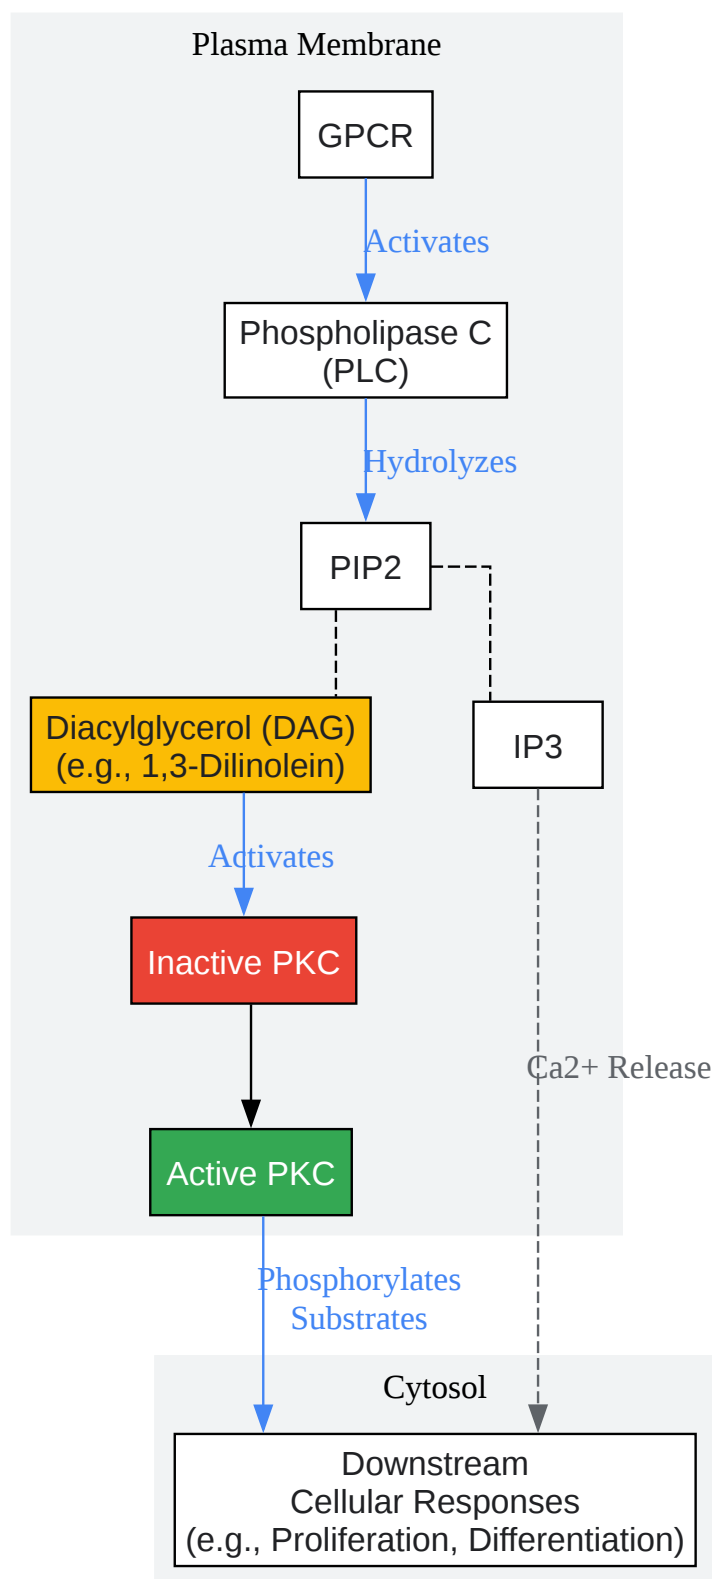 Plasma Membrane
GPCR
Activates
Phospholipase C
(PLC)
Hydrolyzes
PIP2
Diacylglycerol (DAG)
(e.g., 1,3-Dilinolein)
IP3
Activates
Inactive PKC
Ca2+ Release
Active PKC
Phosphorylates
Substrates
Cytosol
Downstream
Cellular Responses
(e.g., Proliferation, Differentiation)